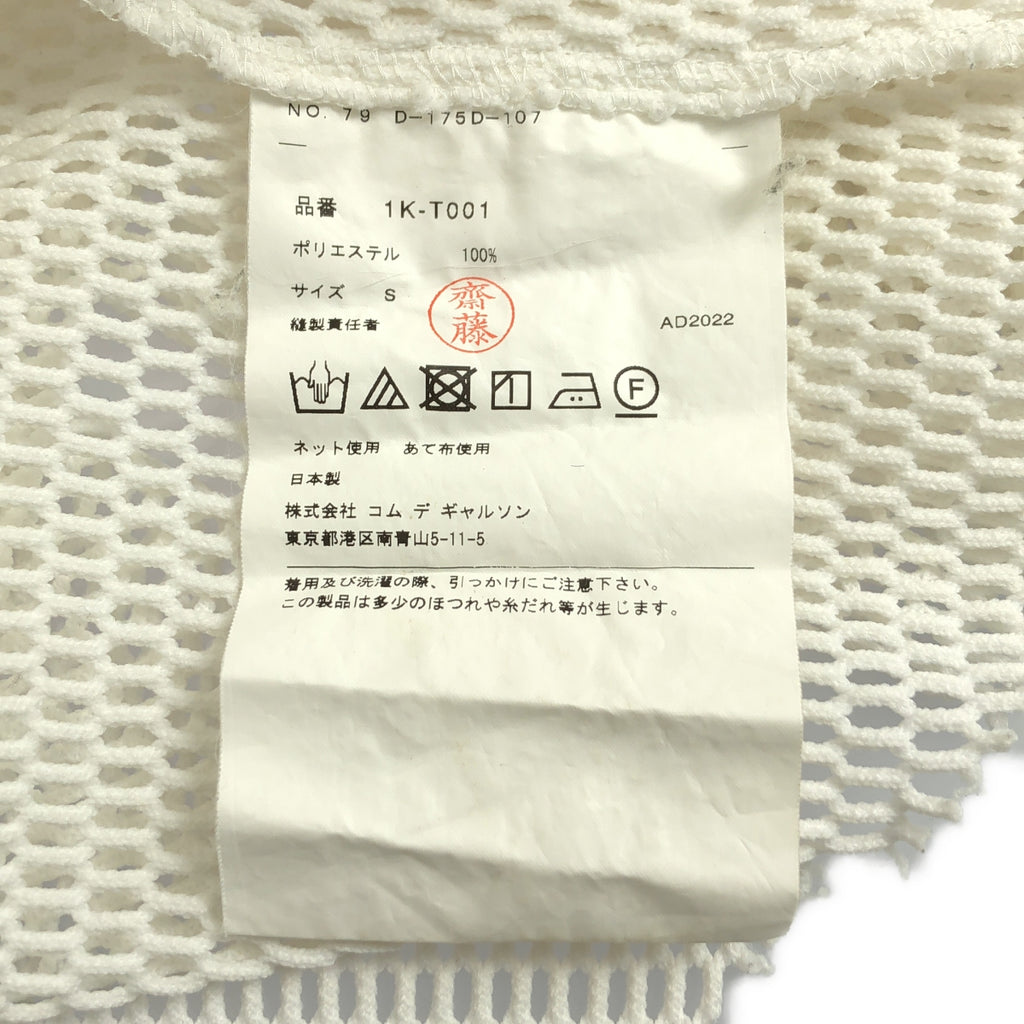 NO. 79 D-175D-107
品番 1K-T001
ポリエステル 100%
サイズ S
齋藤
縫製責任者
AD2022
F
ネット使用 あて布使用
日本製
株式会社 コム デ ギャルソン
東京都港区南青山5-11-5
着用及び洗濯の際、引っかけにご注意下さい。
この製品は多少のほつれや糸だれ等が生じます。